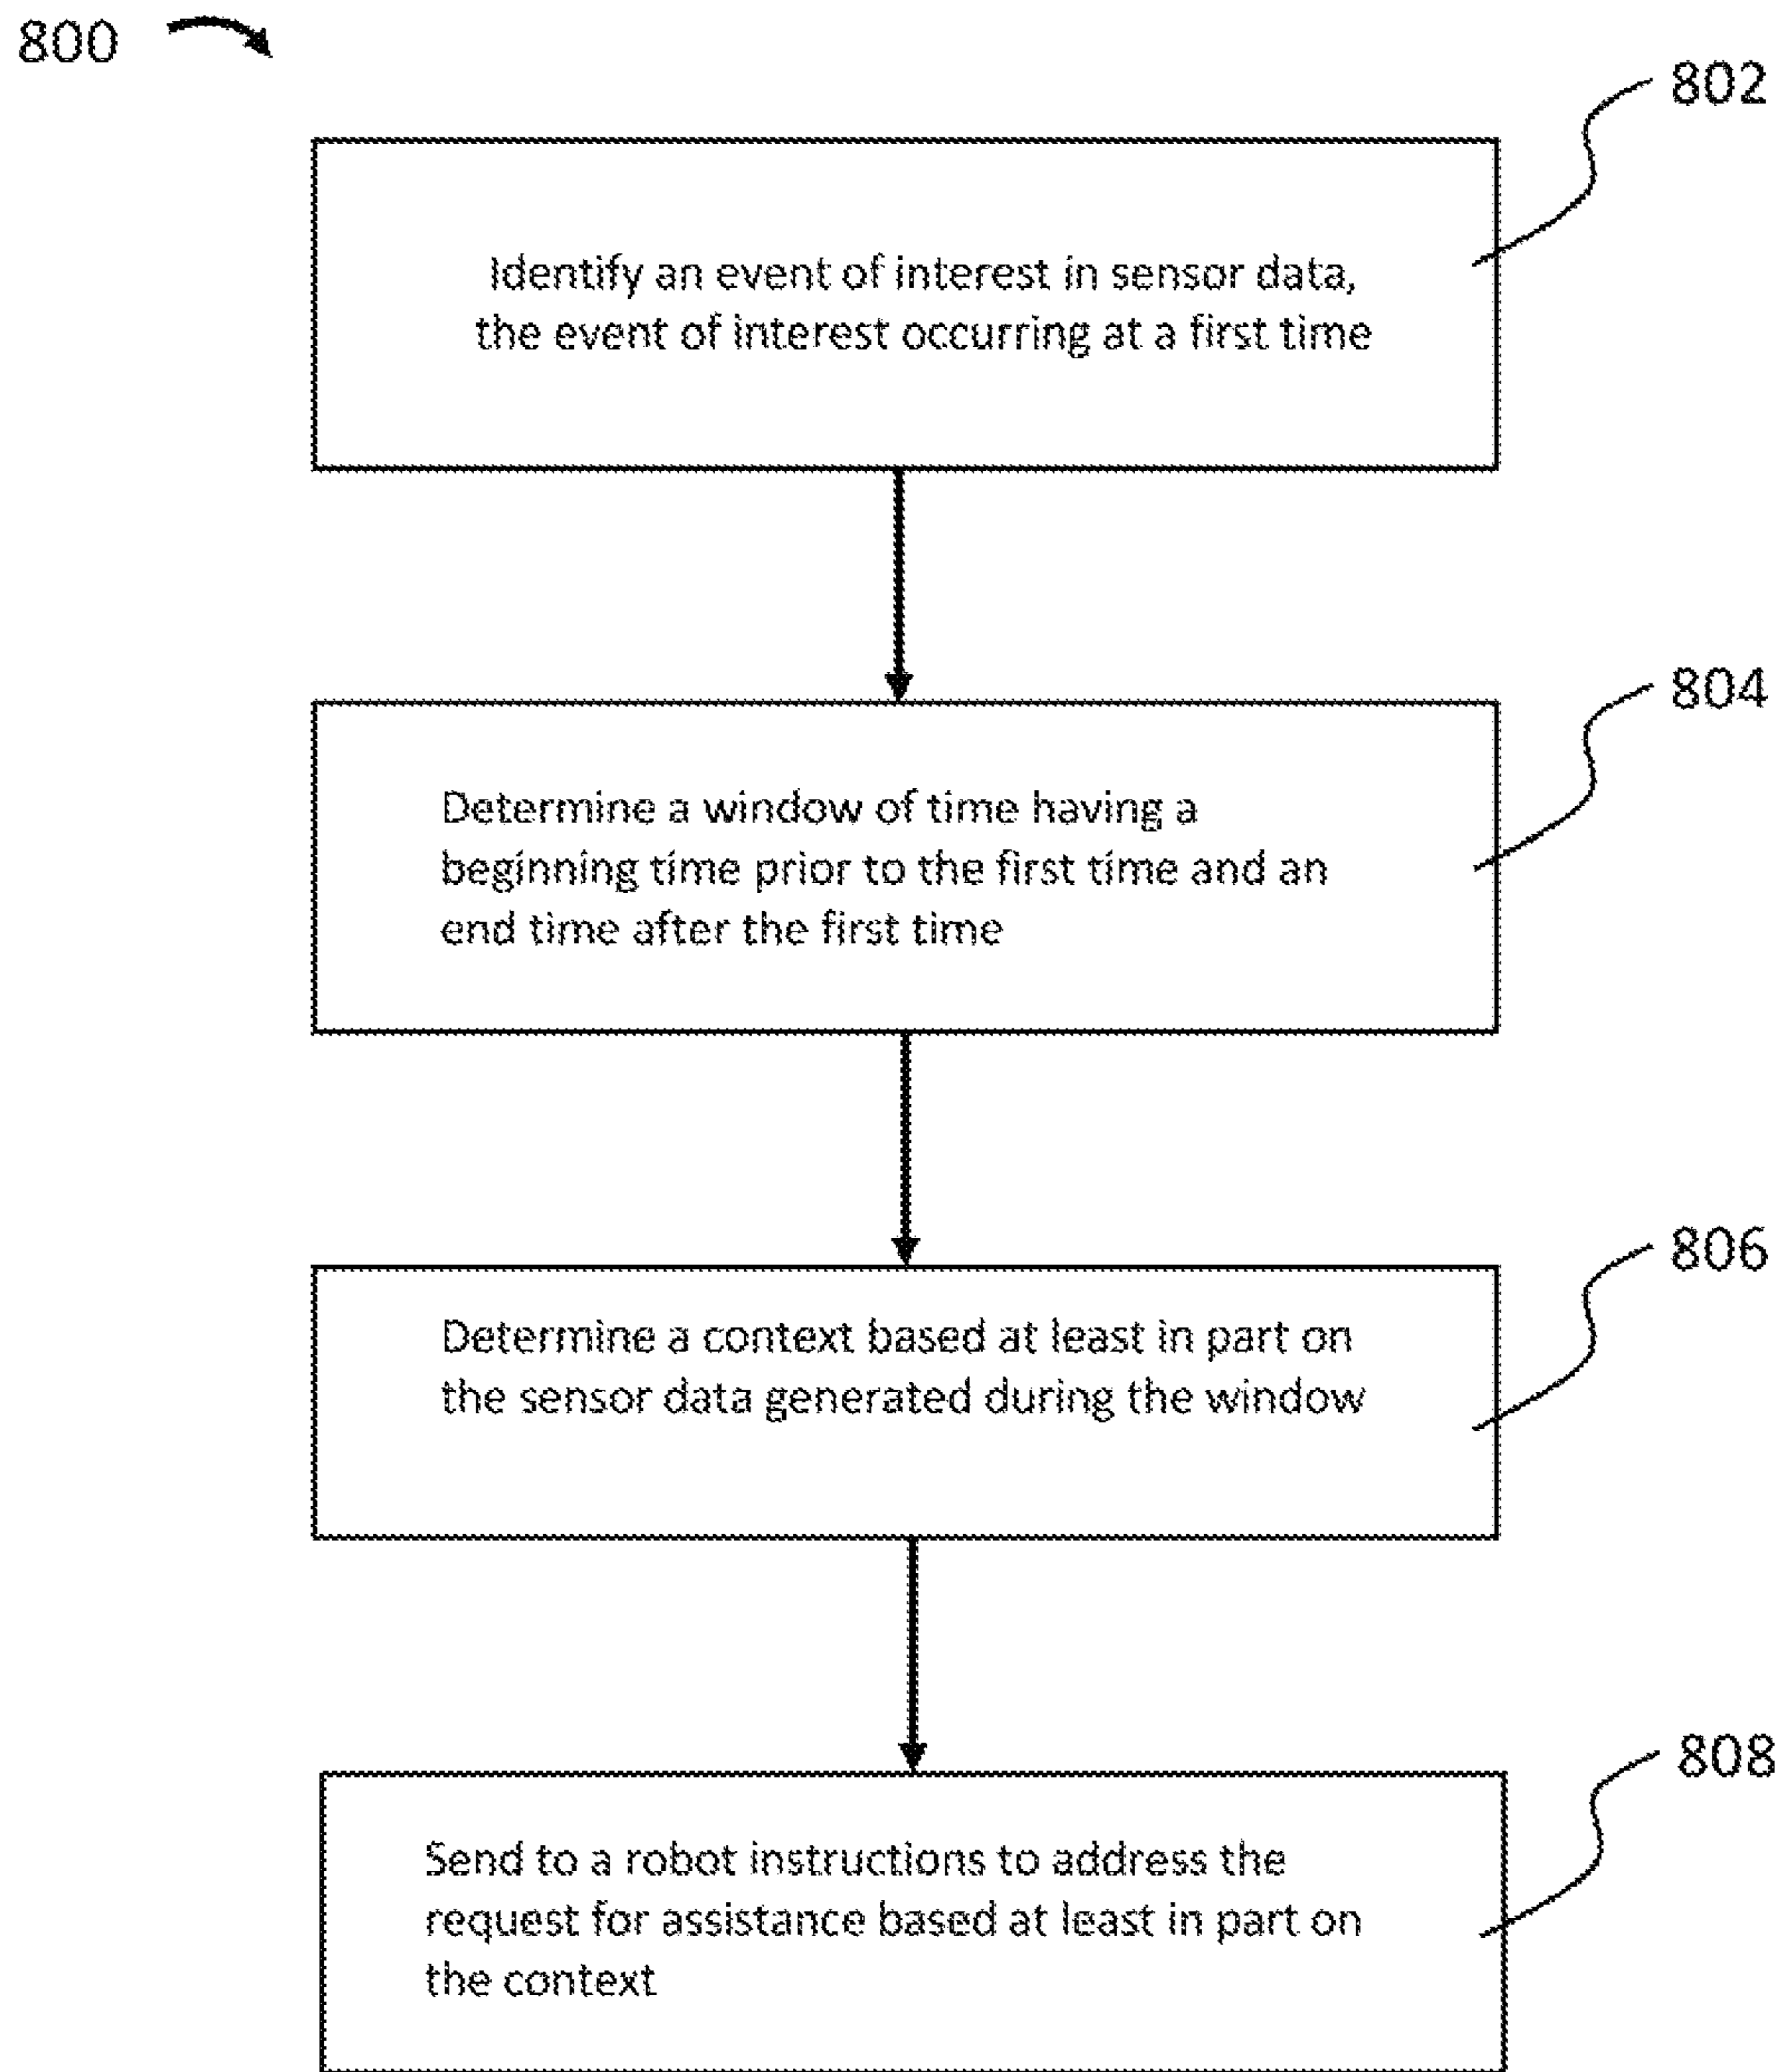 800
802
Identify an event of interest in sensor data,
the event of interest occurring at a first time
804
Determine a window of time having a
beginning time prior to the first time and an
end time after the first time
806
Determine a context based at least in part on
the sensor data generated during the window
808
Send to a robot instructions to address the
request for assistance based at least in part on
the context